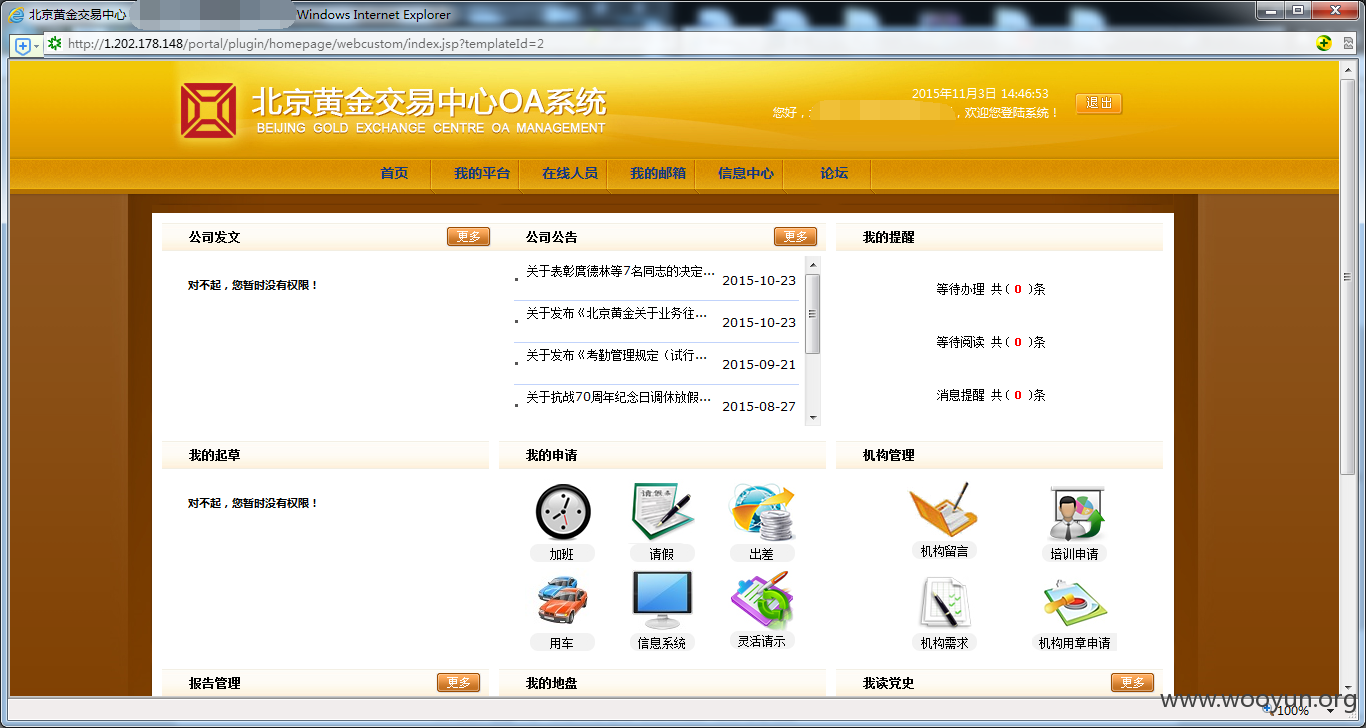 北京黄金交易中心
Windows Internet Explorer
http://1.202.178.148/portal/plugin/homepage/webcustom/index.jsp?templateId=2
北京黄金交易中心OA系统
BEIJING GOLD EXCHANGE CENTRE OA MANAGEMENT
2015年11月3日 14:46:53
您好，
，欢迎您登陆系统！
退出
首页 我的平台 在线人员 我的邮箱 信息中心 论坛
公司发文 更多
对不起，您暂时没有权限！
公司公告 更多
关于表彰庹德林等7名同志的决定... 2015-10-23
关于发布《北京黄金关于业务往... 2015-10-23
关于发布《考勤管理规定（试行... 2015-09-21
关于抗战70周年纪念日调休放假... 2015-08-27
我的提醒
等待办理 共( 0 )条
等待阅读 共( 0 )条
消息提醒 共( 0 )条
我的起草
对不起，您暂时没有权限！
我的申请
请假条
加班 请假 出差
用车 信息系统 灵活请示
机构管理
机构留言 培训申请
机构需求 机构用章申请
报告管理 更多
我的地盘
我读党史 更多
www.wooyun.org
100%